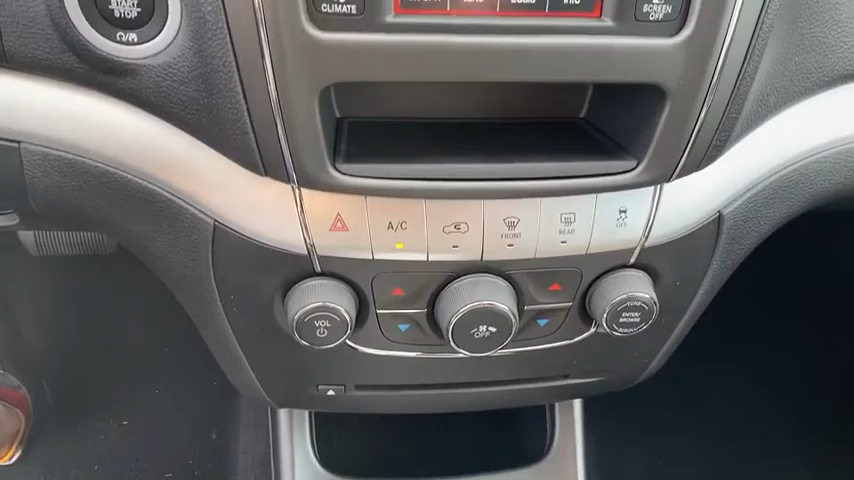 START
STOP
CLIMATE
SCREEN
OFF
A/C
FRONT
REAR
OFF
VOL
OFF
TUNE
ENTER/
BROWSE
SCROLL